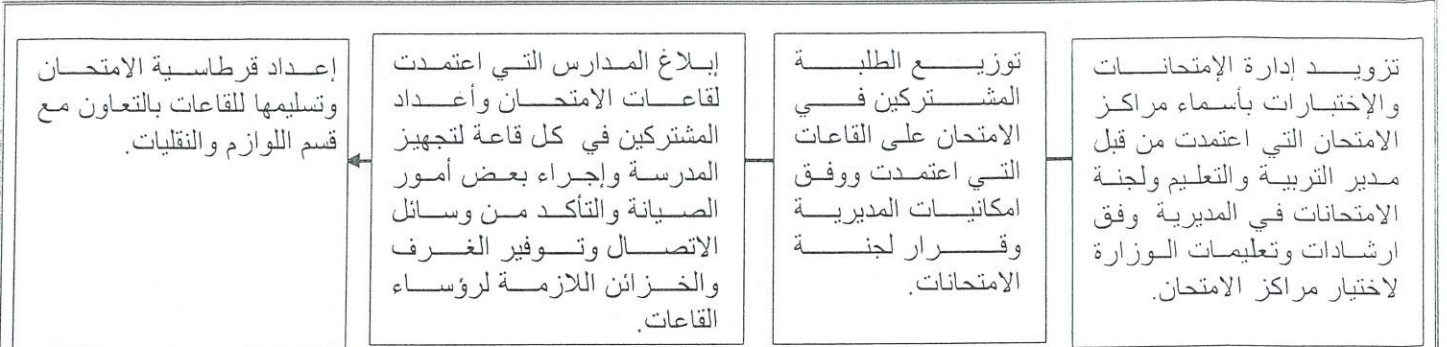 تزويد إدارة الإمتحانات
والإختبارات بأسماء مراكز
الامتحان التي اعتمدت من قبل
مدير التربية والتعليم ولجنة
الامتحانات في المديرية وفق
ارشادات وتعليمات الوزارة
لاختيار مراكز الامتحان.
توزيع الطلبة
المشتركين في
الامتحان على القاعات
التي اعتمدت ووفق
امكانيات المديرية
وقرار لجنة
الامتحانات.
إبلاغ المدارس التي اعتمدت
لقاعات الامتحان وأعداد
المشتركين في كل قاعة لتجهيز
المدرسة وإجراء بعض أمور
الصيانة والتأكد من وسائل
الاتصال وتوفير الغرف
والخزائن اللازمة لرؤساء
القاعات.
إعداد قرطاسية الامتحان
وتسليمها للقاعات بالتعاون مع
قسم اللوازم والنقليات.